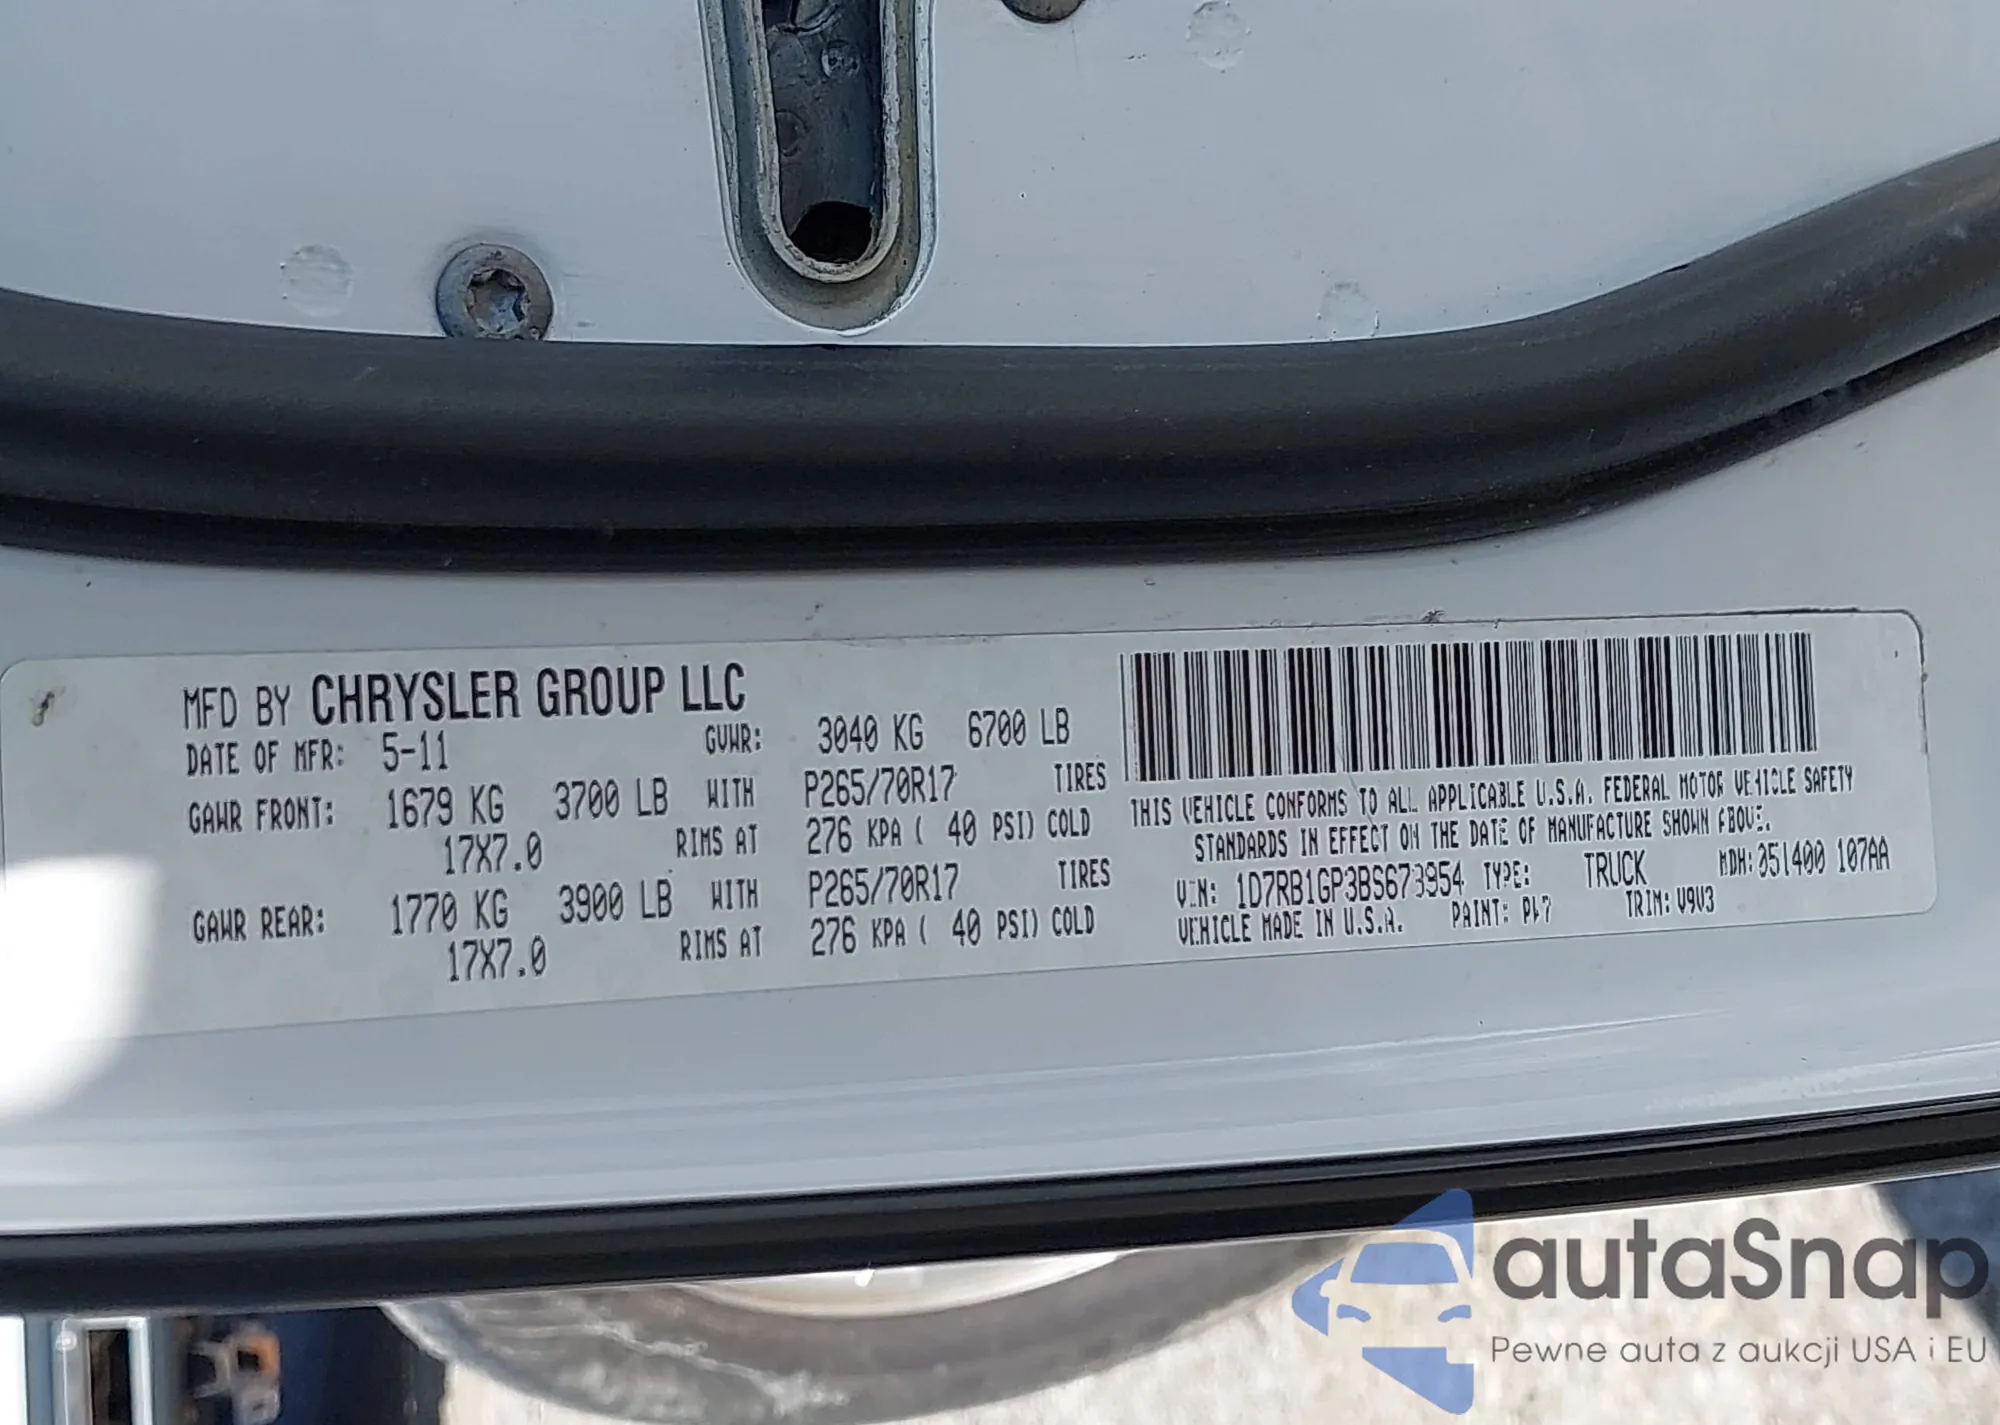 MFD BY CHRYSLER GROUP LLC
DATE OF MFR: 5-11 GVWR: 3040 KG 6700 LB
GAWR FRONT: 1679 KG 3700 LB WITH P265/70R17 TIRES
17X7.0 RIMS AT 276 KPA ( 40 PSI) COLD
GAWR REAR: 1770 KG 3900 LB WITH P265/70R17 TIRES
17X7.0 RIMS AT 276 KPA ( 40 PSI) COLD
THIS VEHICLE CONFORMS TO ALL APPLICABLE U.S.A. FEDERAL MOTOR VEHICLE SAFETY
STANDARDS IN EFFECT ON THE DATE OF MANUFACTURE SHOWN ABOVE.
VIN: TYPE: TRUCK MDH: 051400 107AA
VEHICLE MADE IN U.S.A. PAINT: PW7 TRIM: V9V3
autaSnap
Pewne auta z aukcji USA i EU